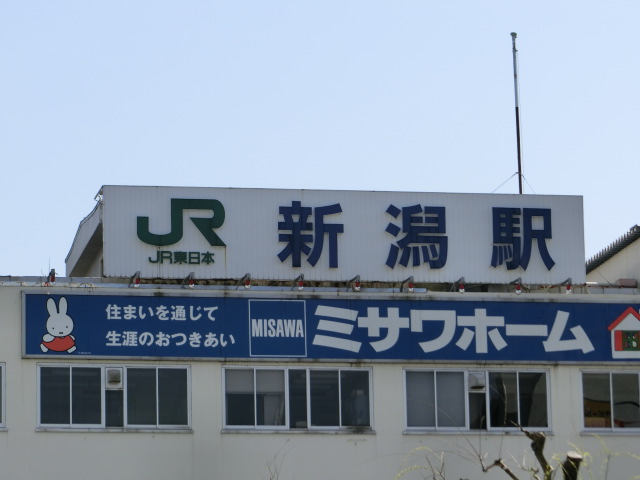 JR 新潟駅
JR東日本
住まいを通じて
生涯のおつきあい
MISAWA
ミサワホーム